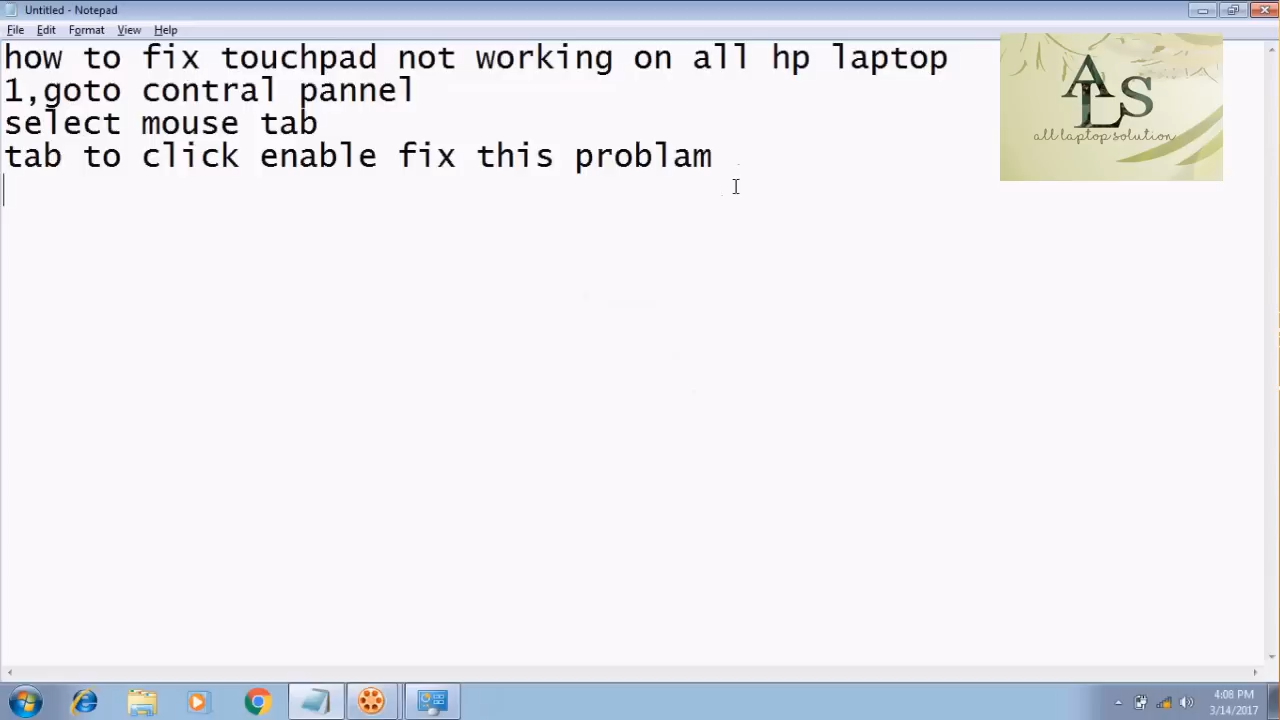 Untitled - Notepad
File Edit Format View Help
how to fix touchpad not working on all hp laptop
1,goto contral pannel
select mouse tab
tab to click enable fix this problam
ALS
all laptop solution
4:08 PM
3/14/2017